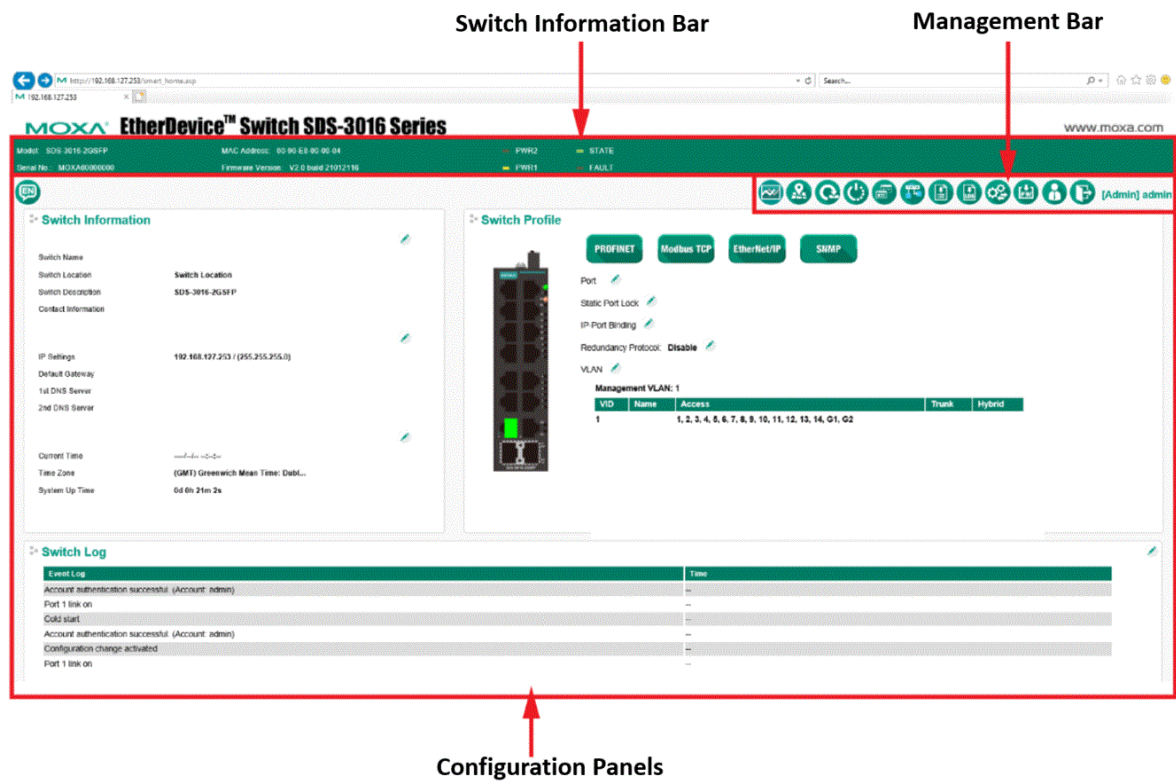 Switch Information Bar
Management Bar
http://192.168.127.253/smart_home.asp
Search...
192.168.127.253
MOXA EtherDevice™ Switch SDS-3016 Series
www.moxa.com
Model: SDS-3016-2GSFP MAC Address: 00-90-E8-00-00-04 PWR2 STATE
Serial No.: MOXA00000000 Firmware Version: V2.0 build 21012116 PWR1 FAULT
EN
[Admin] admin
Switch Information
Switch Name
Switch Location Switch Location
Switch Description SDS-3016-2GSFP
Contact Information
IP Settings 192.168.127.253 / (255.255.255.0)
Default Gateway
1st DNS Server
2nd DNS Server
Current Time ----/--/-- --:--:--
Time Zone (GMT) Greenwich Mean Time: Dubl...
System Up Time 0d 0h 21m 2s
Switch Profile
PROFINET Modbus TCP EtherNet/IP SNMP
Port
Static Port Lock
IP-Port Binding
Redundancy Protocol: Disable
VLAN
Management VLAN: 1
VID Name Access Trunk Hybrid
1 1, 2, 3, 4, 5, 6, 7, 8, 9, 10, 11, 12, 13, 14, G1, G2
Switch Log
Event Log Time
Account authentication successful. (Account: admin) --
Port 1 link on --
Cold start --
Account authentication successful. (Account: admin) --
Configuration change activated --
Port 1 link on --
Configuration Panels